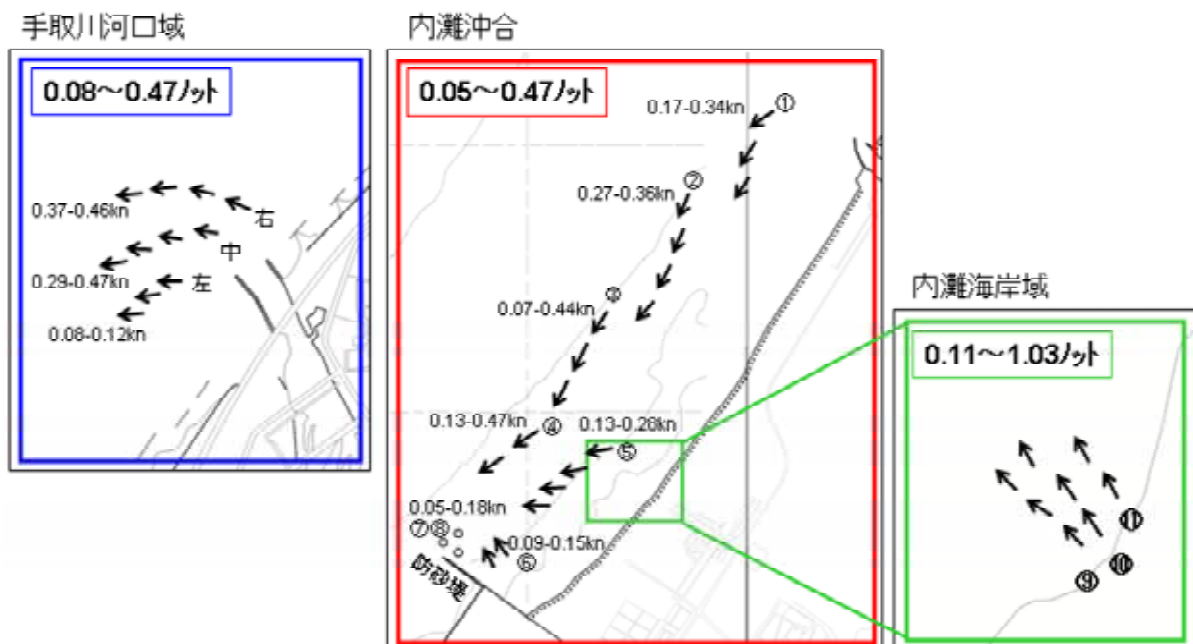 手取川河口域
0.08～0.47ノット
0.37-0.46kn
右
中
0.29-0.47kn
左
0.08-0.12kn
内灘沖合
0.05～0.47ノット
0.17-0.34kn
①
②
0.27-0.36kn
③
0.07-0.44kn
0.13-0.47kn
④
0.13-0.28kn
⑤
0.05-0.18kn
⑦⑧
0.09-0.15kn
⑥
防砂堤
内灘海岸域
0.11～1.03ノット
⑪
⑩
⑨